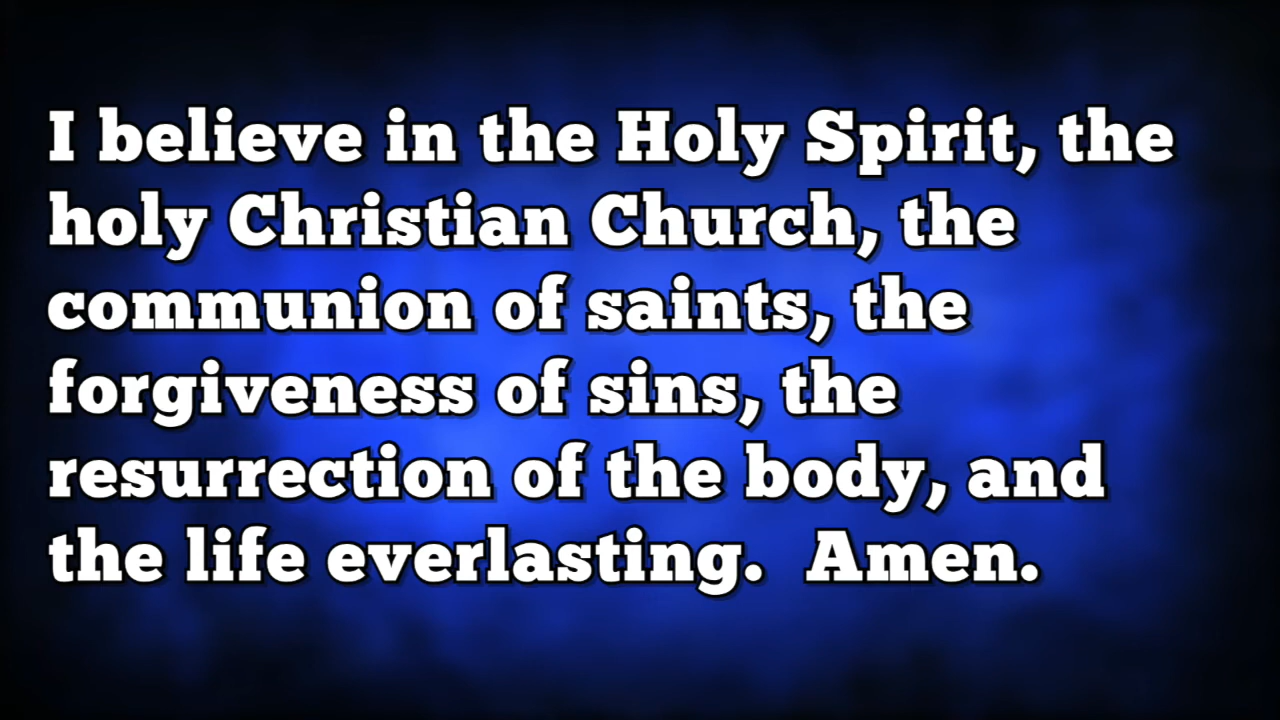 I believe in the Holy Spirit, the
holy Christian Church, the
communion of saints, the
forgiveness of sins, the
resurrection of the body, and
the life everlasting.  Amen.